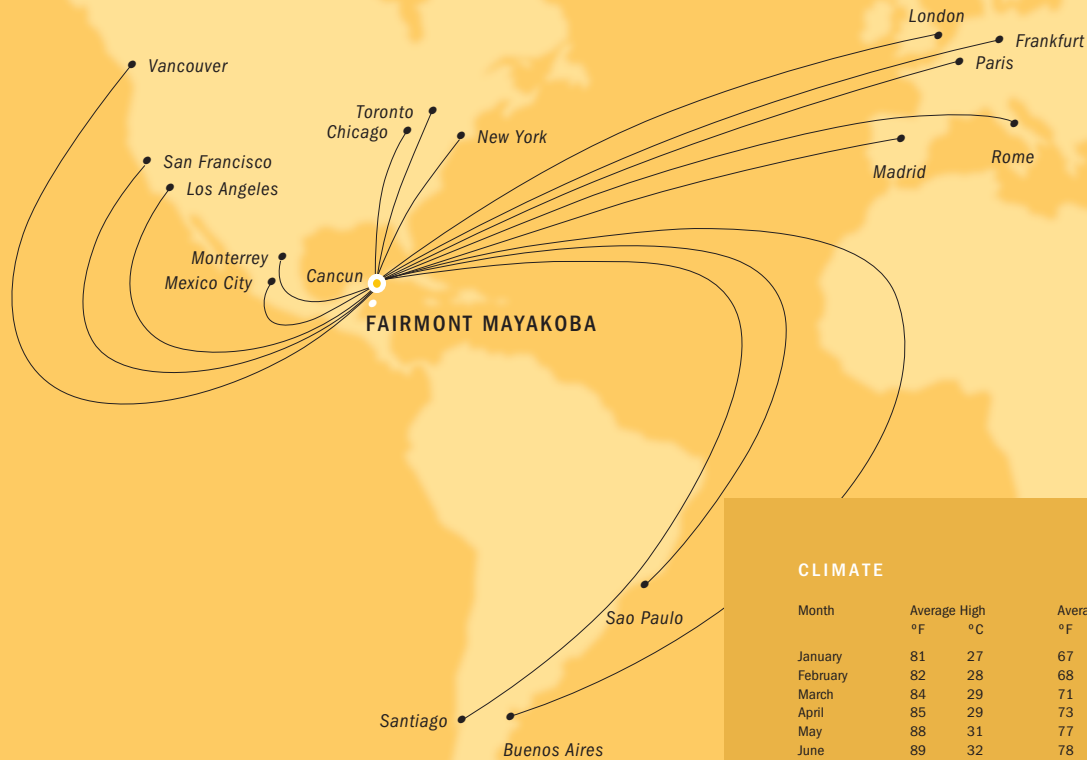 London
Frankfurt
Paris
Vancouver
Toronto
Chicago
New York
Rome
Madrid
San Francisco
Los Angeles
Monterrey
Mexico City
Cancun
FAIRMONT MAYAKOBA
Sao Paulo
Santiago
Buenos Aires
CLIMATE
Month Average High
°F °C °F
January 81 27 67
February 82 28 68
March 84 29 71
April 85 29 73
May 88 31 77
June 89 32 78